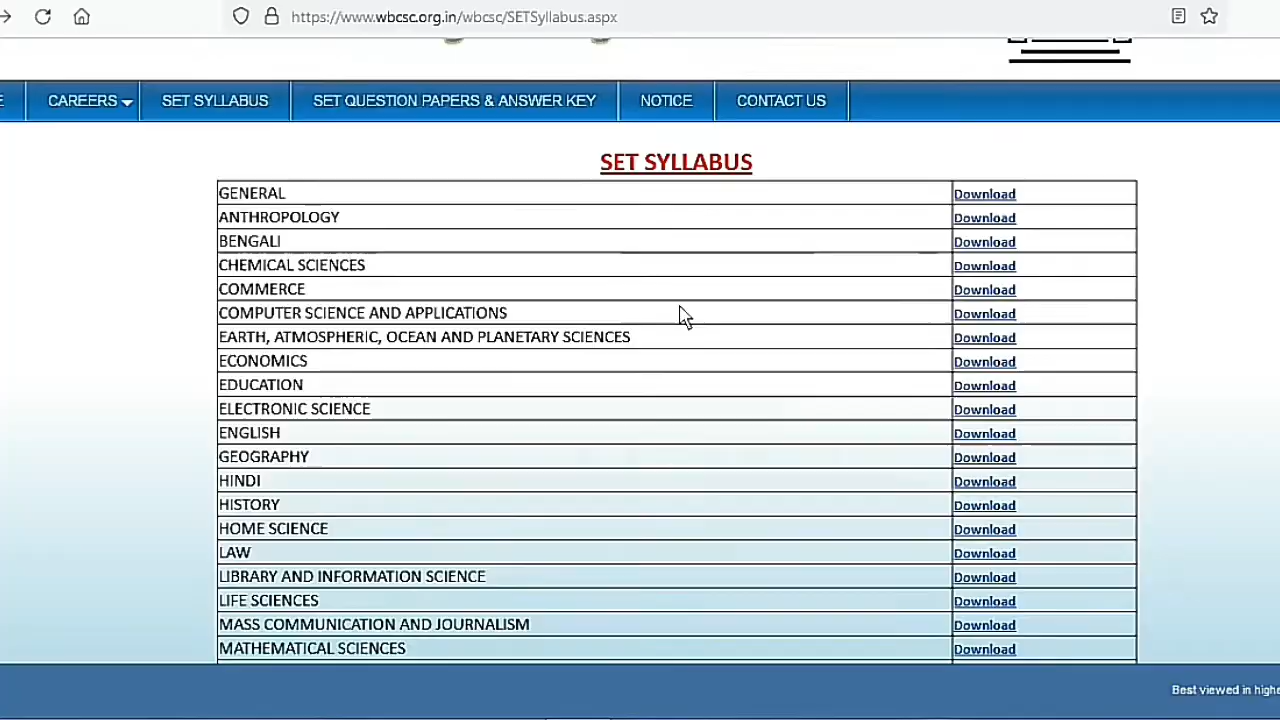 https://www.wbcsc.org.in/wbcsc/SETSyllabus.aspx
CAREERS SET SYLLABUS SET QUESTION PAPERS & ANSWER KEY NOTICE CONTACT US
SET SYLLABUS
GENERAL Download
ANTHROPOLOGY Download
BENGALI Download
CHEMICAL SCIENCES Download
COMMERCE Download
COMPUTER SCIENCE AND APPLICATIONS Download
EARTH, ATMOSPHERIC, OCEAN AND PLANETARY SCIENCES Download
ECONOMICS Download
EDUCATION Download
ELECTRONIC SCIENCE Download
ENGLISH Download
GEOGRAPHY Download
HINDI Download
HISTORY Download
HOME SCIENCE Download
LAW Download
LIBRARY AND INFORMATION SCIENCE Download
LIFE SCIENCES Download
MASS COMMUNICATION AND JOURNALISM Download
MATHEMATICAL SCIENCES Download
Best viewed in